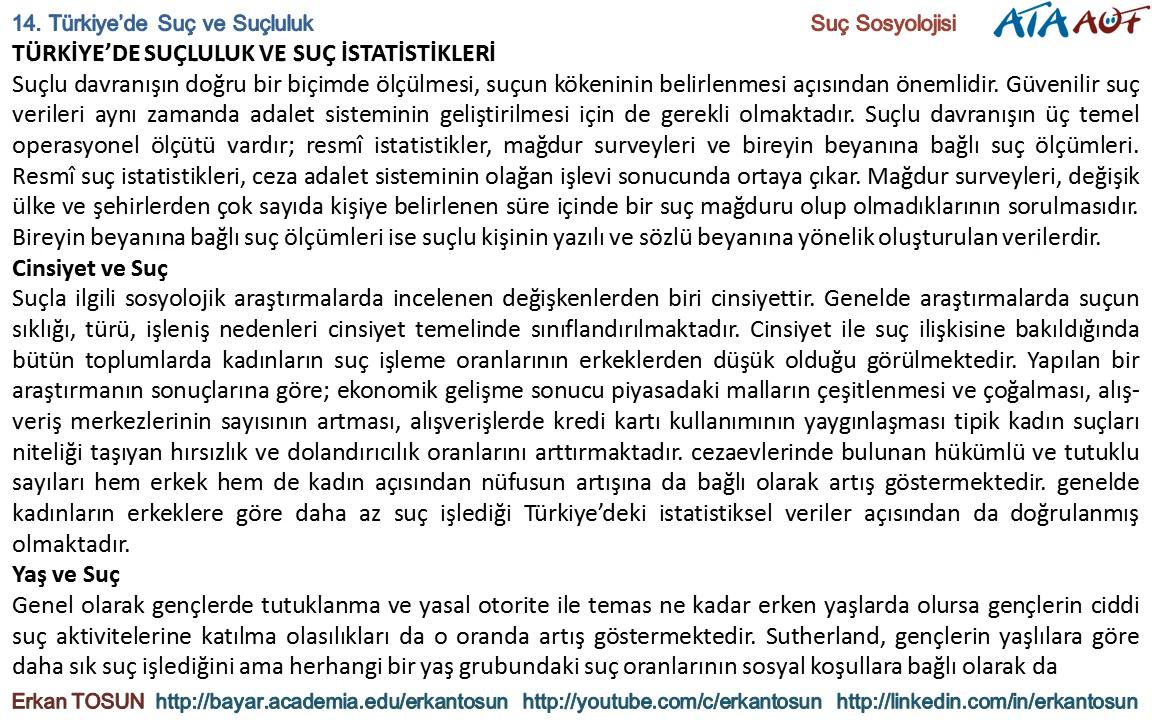 14. Türkiye’de Suç ve Suçluluk Suç Sosyolojisi ATA AÖF
TÜRKİYE’DE SUÇLULUK VE SUÇ İSTATİSTİKLERİ
Suçlu davranışın doğru bir biçimde ölçülmesi, suçun kökeninin belirlenmesi açısından önemlidir. Güvenilir suç
verileri aynı zamanda adalet sisteminin geliştirilmesi için de gerekli olmaktadır. Suçlu davranışın üç temel
operasyonel ölçütü vardır; resmî istatistikler, mağdur surveyleri ve bireyin beyanına bağlı suç ölçümleri.
Resmî suç istatistikleri, ceza adalet sisteminin olağan işlevi sonucunda ortaya çıkar. Mağdur surveyleri, değişik
ülke ve şehirlerden çok sayıda kişiye belirlenen süre içinde bir suç mağduru olup olmadıklarının sorulmasıdır.
Bireyin beyanına bağlı suç ölçümleri ise suçlu kişinin yazılı ve sözlü beyanına yönelik oluşturulan verilerdir.
Cinsiyet ve Suç
Suçla ilgili sosyolojik araştırmalarda incelenen değişkenlerden biri cinsiyettir. Genelde araştırmalarda suçun
sıklığı, türü, işleniş nedenleri cinsiyet temelinde sınıflandırılmaktadır. Cinsiyet ile suç ilişkisine bakıldığında
bütün toplumlarda kadınların suç işleme oranlarının erkeklerden düşük olduğu görülmektedir. Yapılan bir
araştırmanın sonuçlarına göre; ekonomik gelişme sonucu piyasadaki malların çeşitlenmesi ve çoğalması, alış-
veriş merkezlerinin sayısının artması, alışverişlerde kredi kartı kullanımının yaygınlaşması tipik kadın suçları
niteliği taşıyan hırsızlık ve dolandırıcılık oranlarını arttırmaktadır. cezaevlerinde bulunan hükümlü ve tutuklu
sayıları hem erkek hem de kadın açısından nüfusun artışına da bağlı olarak artış göstermektedir. genelde
kadınların erkeklere göre daha az suç işlediği Türkiye’deki istatistiksel veriler açısından da doğrulanmış
olmaktadır.
Yaş ve Suç
Genel olarak gençlerde tutuklanma ve yasal otorite ile temas ne kadar erken yaşlarda olursa gençlerin ciddi
suç aktivitelerine katılma olasılıkları da o oranda artış göstermektedir. Sutherland, gençlerin yaşlılara göre
daha sık suç işlediğini ama herhangi bir yaş grubundaki suç oranlarının sosyal koşullara bağlı olarak da
Erkan TOSUN http://bayar.academia.edu/erkantosun http://youtube.com/c/erkantosun http://linkedin.com/in/erkantosun